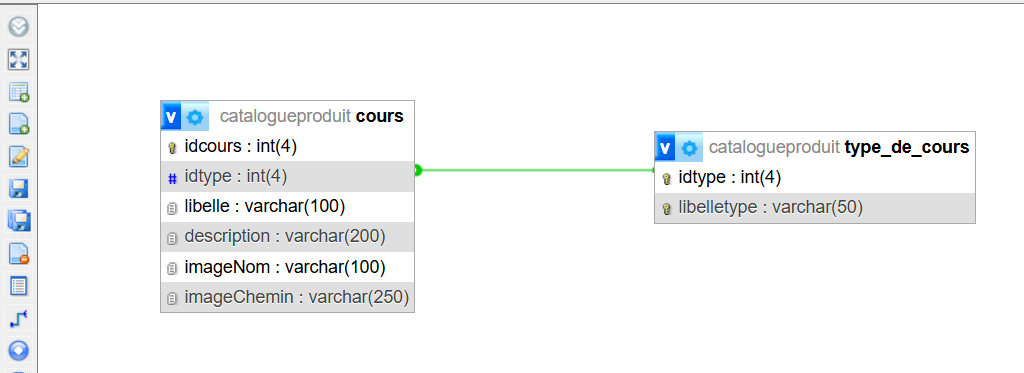 v catalogueproduit cours
idcours : int(4)
# idtype : int(4)
libelle : varchar(100)
description : varchar(200)
imageNom : varchar(100)
imageChemin : varchar(250)
v catalogueproduit type_de_cours
idtype : int(4)
libelletype : varchar(50)